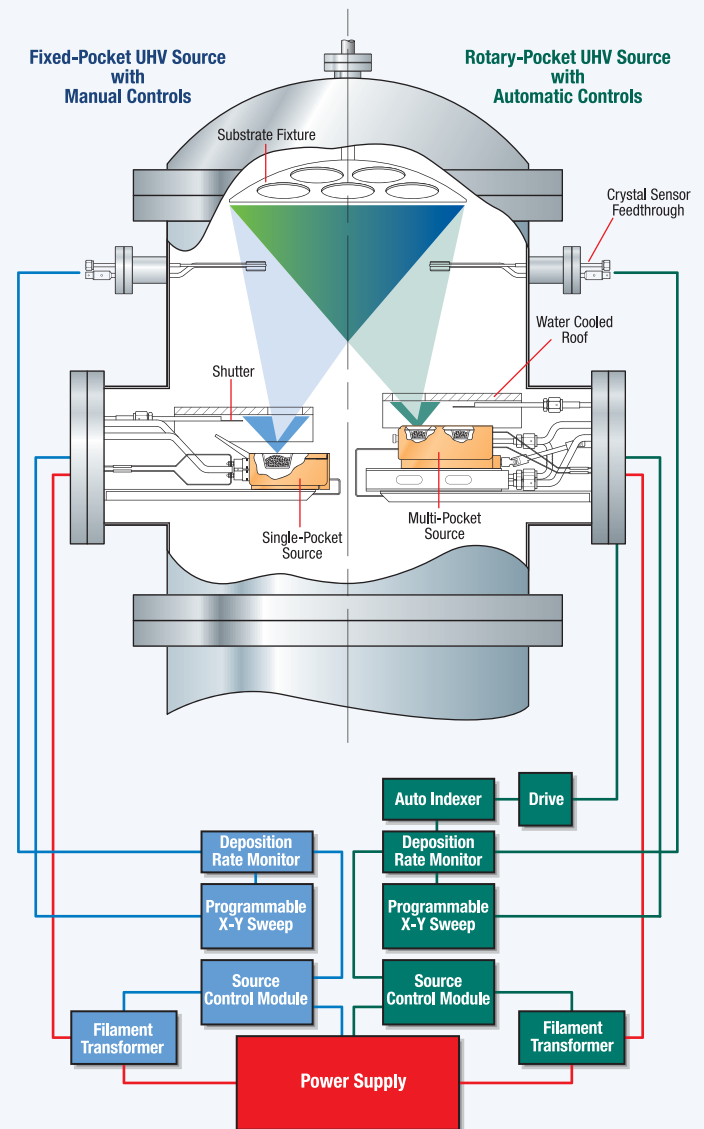 Fixed-Pocket UHV Source
with
Manual Controls
Rotary-Pocket UHV Source
with
Automatic Controls
Substrate Fixture
Crystal Sensor
Feedthrough
Water Cooled
Roof
Shutter
Single-Pocket
Source
Multi-Pocket
Source
Auto Indexer
Drive
Deposition
Rate Monitor
Deposition
Rate Monitor
Programmable
X-Y Sweep
Programmable
X-Y Sweep
Source
Control Module
Source
Control Module
Filament
Transformer
Filament
Transformer
Power Supply